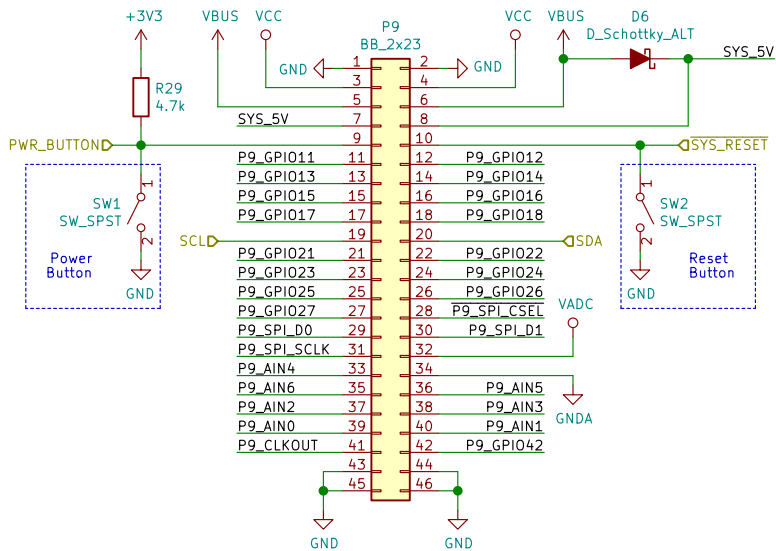 +3V3 VBUS VCC P9 VCC VBUS D6
BB_2x23 D_Schottky_ALT
SYS_5V
GND 1 2 GND
3 4
R29
4.7k
5 6
SYS_5V 7 8
PWR_BUTTON 9 10 SYS_RESET
P9_GPIO11 11 12 P9_GPIO12
P9_GPIO13 13 14 P9_GPIO14
P9_GPIO15 15 16 P9_GPIO16
P9_GPIO17 17 18 P9_GPIO18
SCL 19 20 SDA
P9_GPIO21 21 22 P9_GPIO22
P9_GPIO23 23 24 P9_GPIO24
P9_GPIO25 25 26 P9_GPIO26
P9_GPIO27 27 28 P9_SPI_CSEL
P9_SPI_D0 29 30 P9_SPI_D1
P9_SPI_SCLK 31 32
P9_AIN4 33 34
P9_AIN6 35 36 P9_AIN5
P9_AIN2 37 38 P9_AIN3
P9_AIN0 39 40 P9_AIN1
P9_CLKOUT 41 42 P9_GPIO42
43 44
45 46
GND GND
SW1
SW_SPST
1
2
Power
Button
GND
SW2
SW_SPST
1
2
Reset
Button
GND
VADC
GNDA